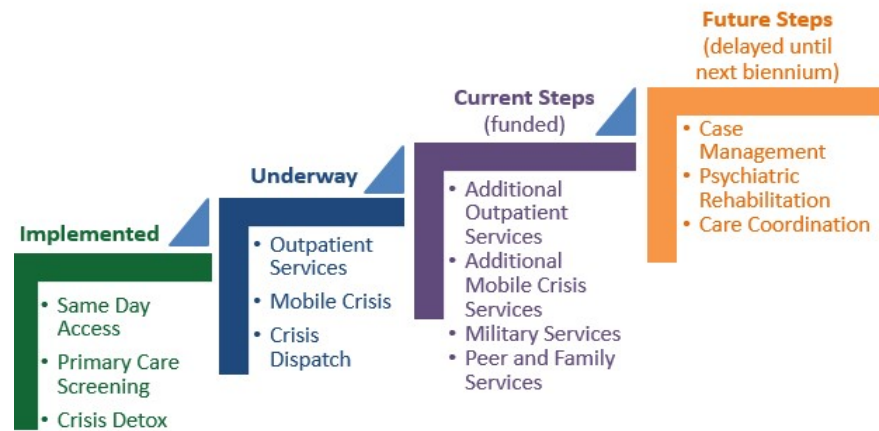 Implemented
• Same Day
Access
• Primary Care
Screening
• Crisis Detox
Underway
• Outpatient
Services
• Mobile Crisis
• Crisis
Dispatch
Current Steps
(funded)
• Additional
Outpatient
Services
• Additional
Mobile Crisis
Services
• Military Services
• Peer and Family
Services
Future Steps
(delayed until
next biennium)
• Case
Management
• Psychiatric
Rehabilitation
• Care Coordination